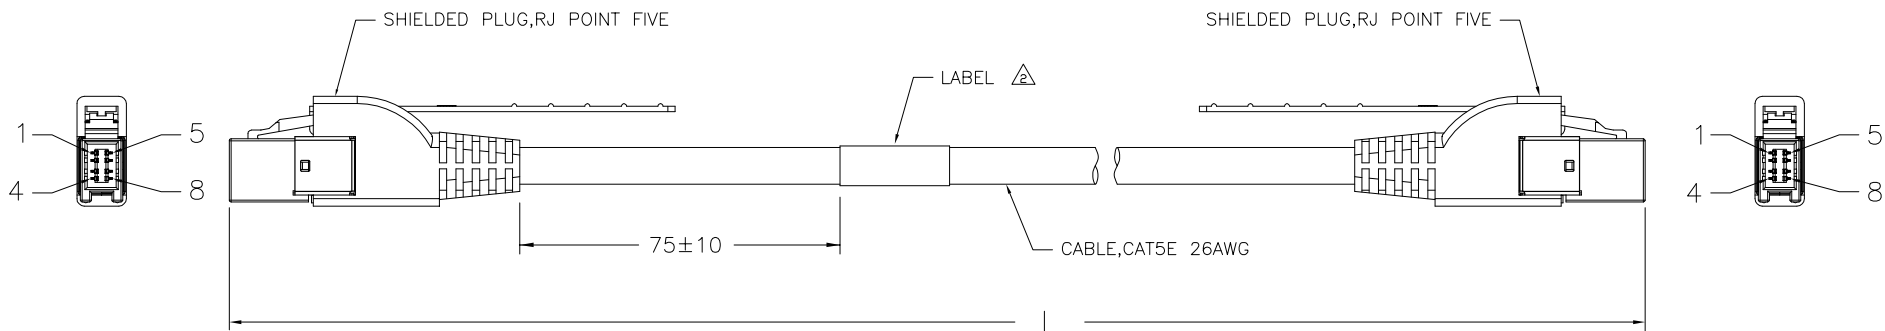 SHIELDED PLUG,RJ POINT FIVE
SHIELDED PLUG,RJ POINT FIVE
LABEL 2
1 5
4 8
1 5
4 8
75±10
CABLE,CAT5E 26AWG
L